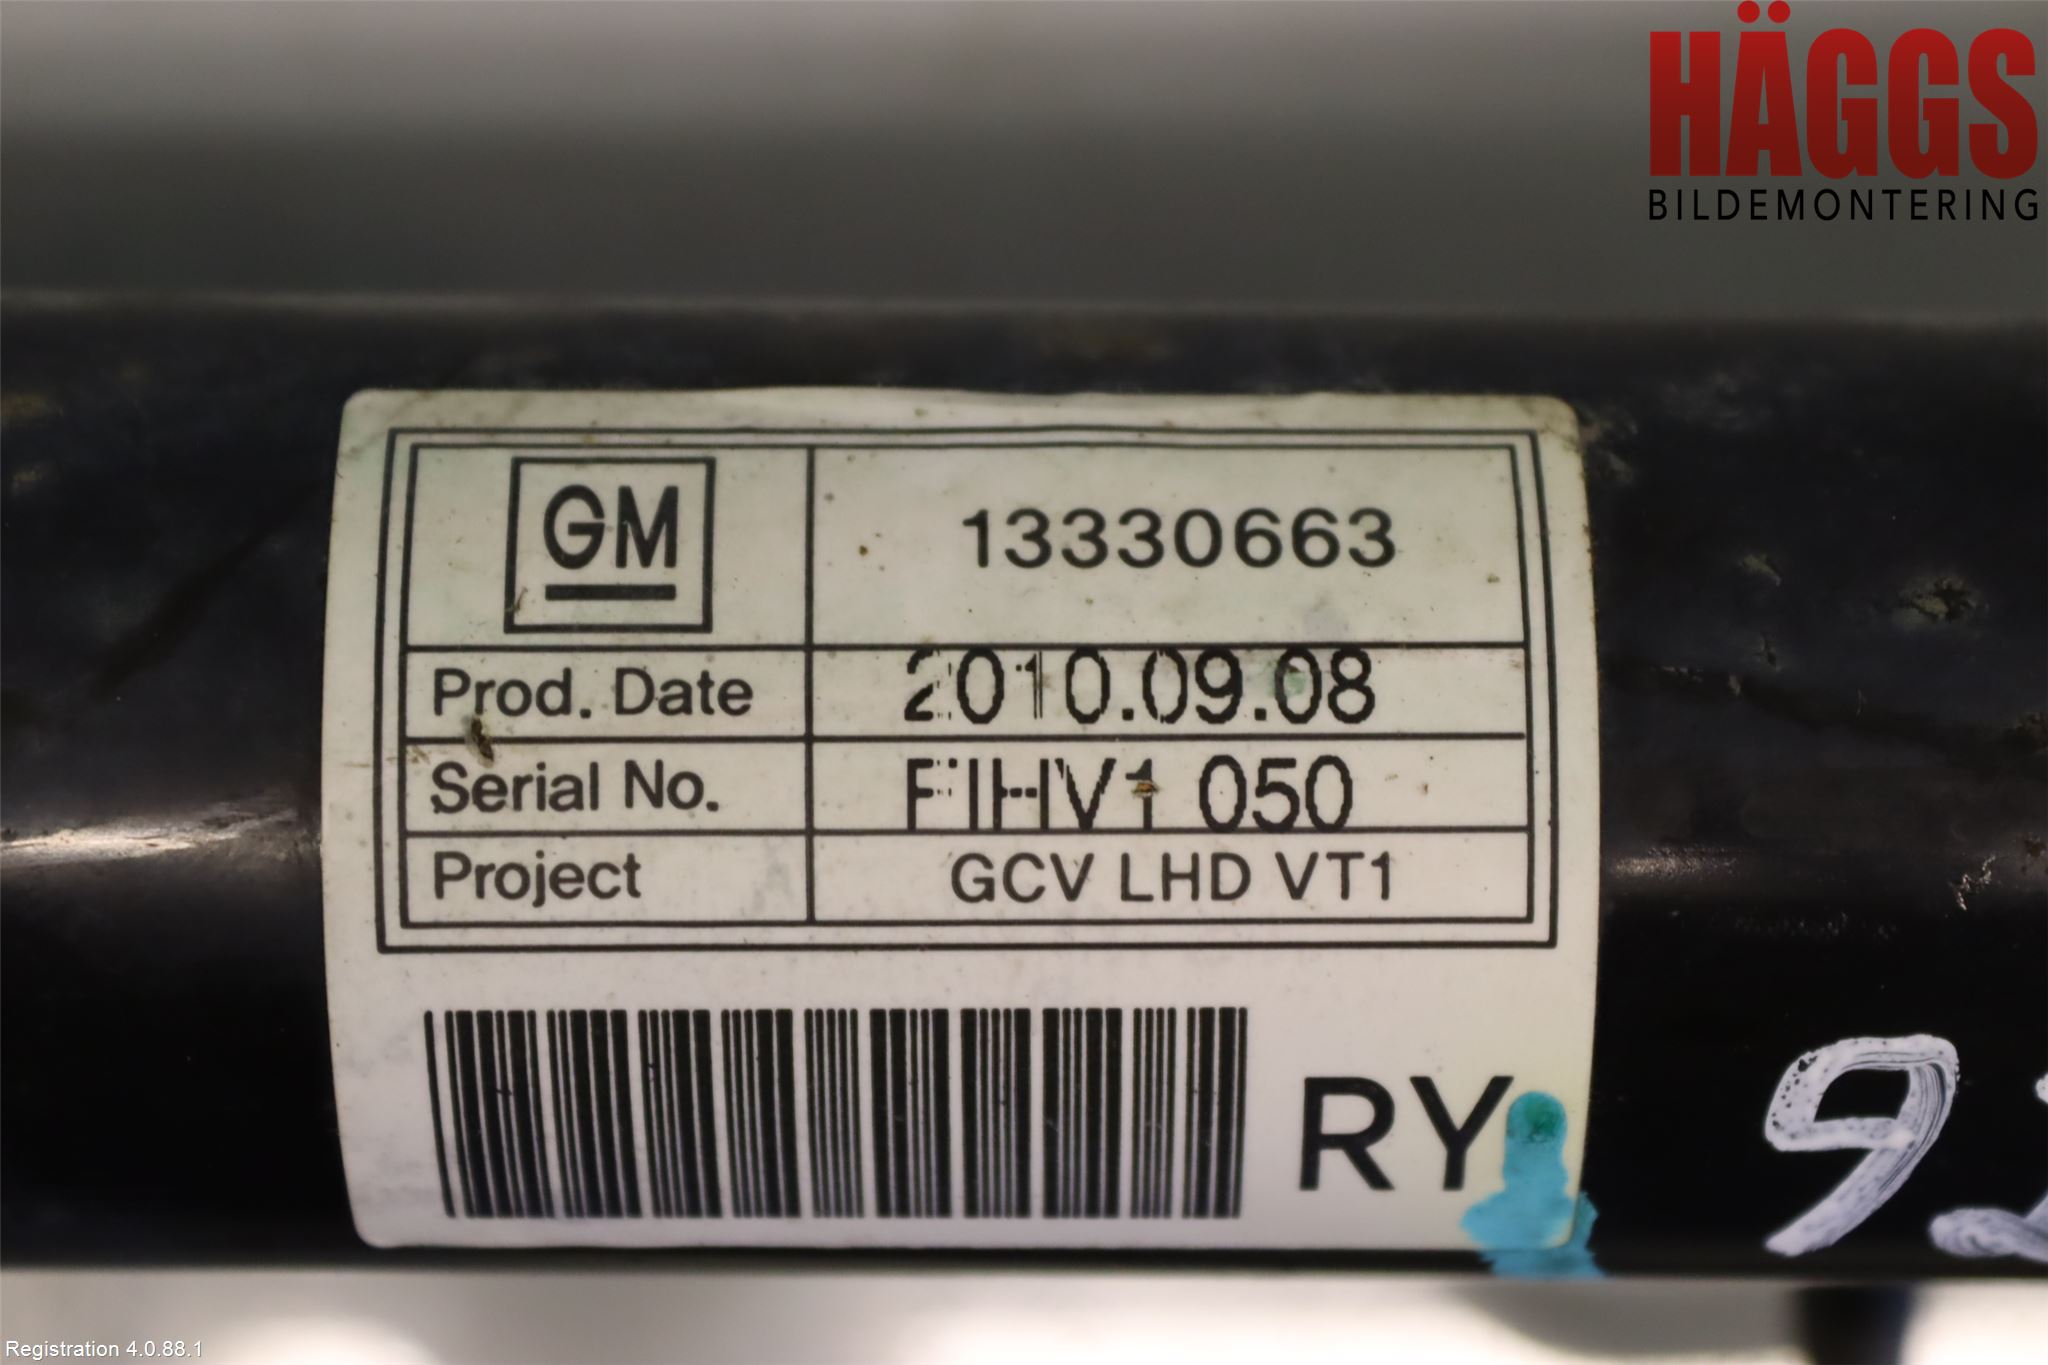 HÄGGS
BILDEMONTERING
GM
13330663
Prod. Date
2010.09.08
Serial No.
FIHV1 050
Project
GCV LHD VT1
RY
Registration 4.0.88.1